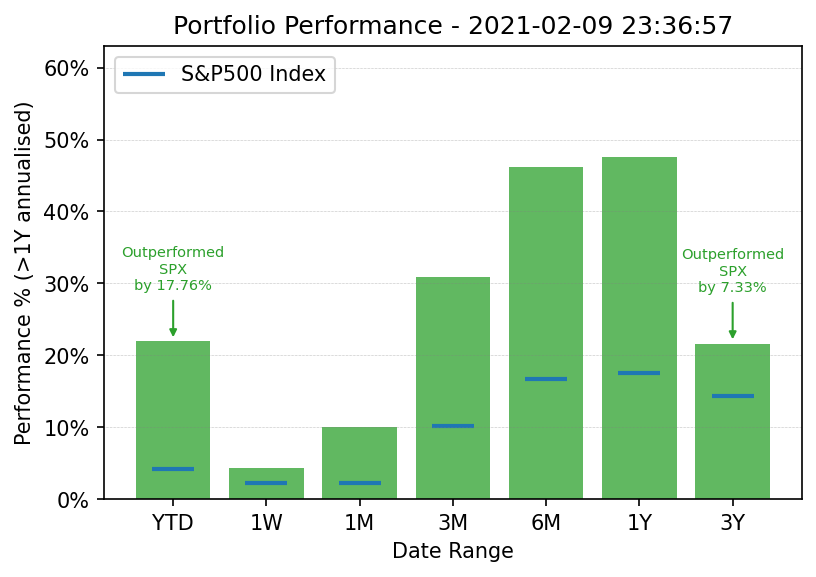 Portfolio Performance - 2021-02-09 23:36:57
S&P500 Index
Performance % (>1Y annualised)
60%
50%
40%
30%
20%
10%
0%
Outperformed
SPX
by 17.76%
Outperformed
SPX
by 7.33%
YTD 1W 1M 3M 6M 1Y 3Y
Date Range